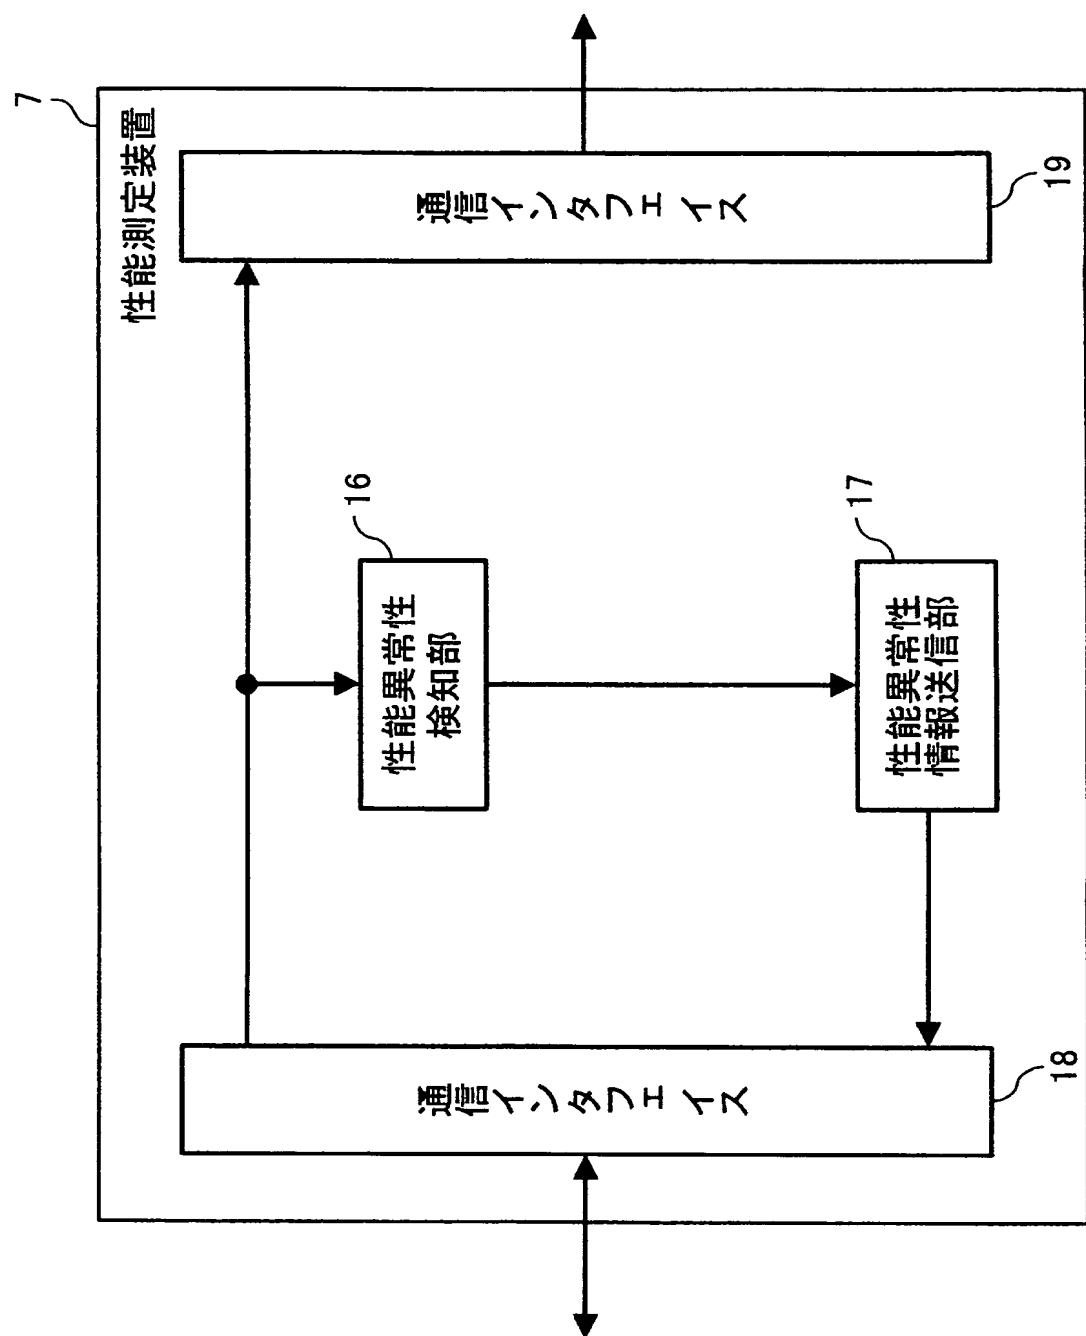 7
性能測定装置
通信インタフェイス
19
16
性能異常性
検知部
17
性能異常性
情報送信部
通信インタフェイス
18